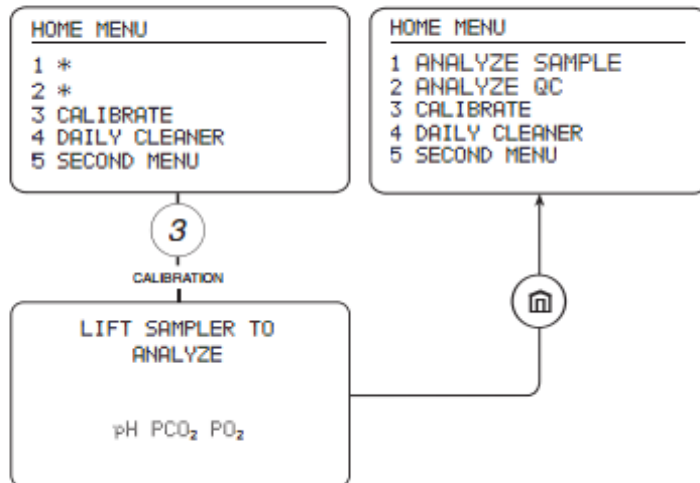 HOME MENU
1 *
2 *
3 CALIBRATE
4 DAILY CLEANER
5 SECOND MENU
3
CALIBRATION
LIFT SAMPLER TO
ANALYZE
pH PCO₂ PO₂
HOME MENU
1 ANALYZE SAMPLE
2 ANALYZE QC
3 CALIBRATE
4 DAILY CLEANER
5 SECOND MENU